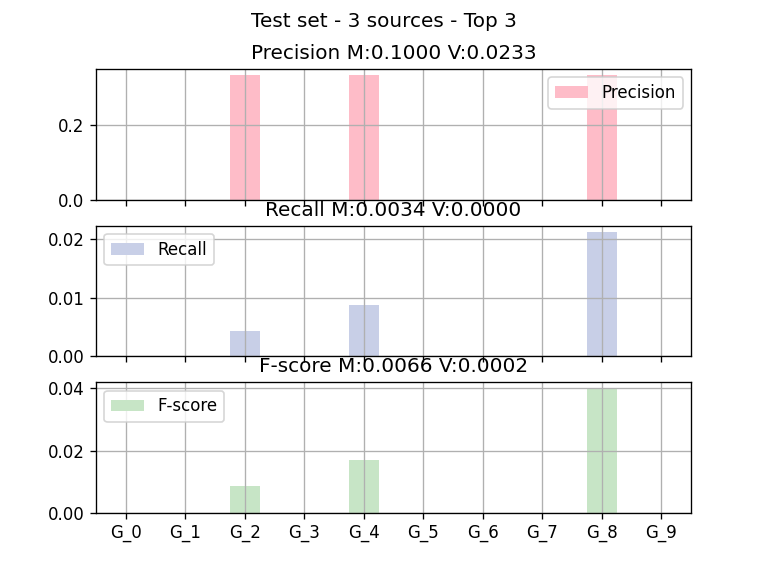 Test set - 3 sources - Top 3
Precision M:0.1000 V:0.0233
Precision
0.2
0.0
Recall M:0.0034 V:0.0000
Recall
0.02
0.01
0.00
F-score M:0.0066 V:0.0002
F-score
0.04
0.02
0.00
G_0 G_1 G_2 G_3 G_4 G_5 G_6 G_7 G_8 G_9